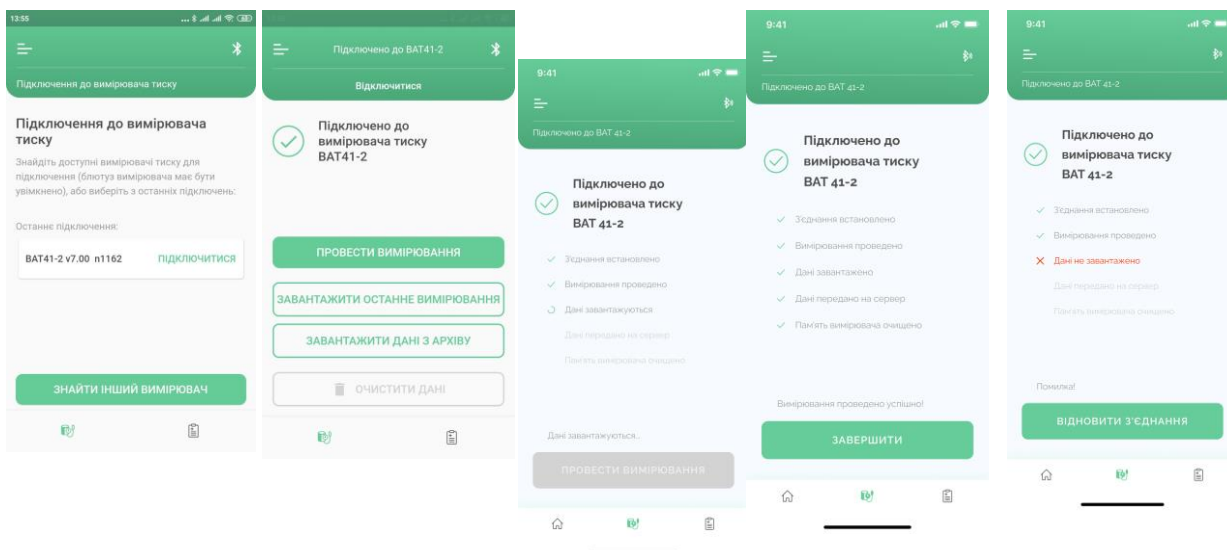 13:55
Підключення до вимірювача тиску
Підключення до вимірювача
тиску
Знайдіть доступні вимірювачі тиску для
підключення (блютуз вимірювача має бути
увімкнено), або виберіть з останніх підключень:
Останнє підключення:
BAT41-2 v7.00 n1162 ПІДКЛЮЧИТИСЯ
ЗНАЙТИ ІНШИЙ ВИМІРЮВАЧ
Підключено до BAT41-2
Відключитися
Підключено до
вимірювача тиску
BAT41-2
ПРОВЕСТИ ВИМІРЮВАННЯ
ЗАВАНТАЖИТИ ОСТАННЕ ВИМІРЮВАННЯ
ЗАВАНТАЖИТИ ДАНІ З АРХІВУ
ОЧИСТИТИ ДАНІ
9:41
Підключено до BAT 41-2
Підключено до
вимірювача тиску
BAT 41-2
З'єднання встановлено
Вимірювання проведено
Дані завантажуються
Дані передано на сервер
Пам'ять вимірювача очищено
Дані завантажуються...
ПРОВЕСТИ ВИМІРЮВАННЯ
9:41
Підключено до BAT 41-2
Підключено до
вимірювача тиску
BAT 41-2
З'єднання встановлено
Вимірювання проведено
Дані завантажено
Дані передано на сервер
Пам'ять вимірювача очищено
Вимірювання проведено успішно!
ЗАВЕРШИТИ
9:41
Підключено до BAT 41-2
Підключено до
вимірювача тиску
BAT 41-2
З'єднання встановлено
Вимірювання проведено
Дані не завантажено
Дані передано на сервер
Пам'ять вимірювача очищено
Помилка!
ВІДНОВИТИ З'ЄДНАННЯ